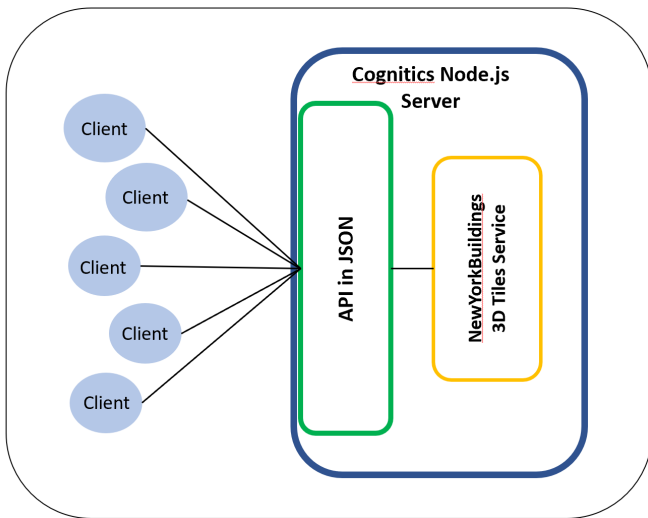 Cognitics Node.js
Server
Client
Client
Client
Client
Client
API in JSON
NewYorkBuildings
3D Tiles Service